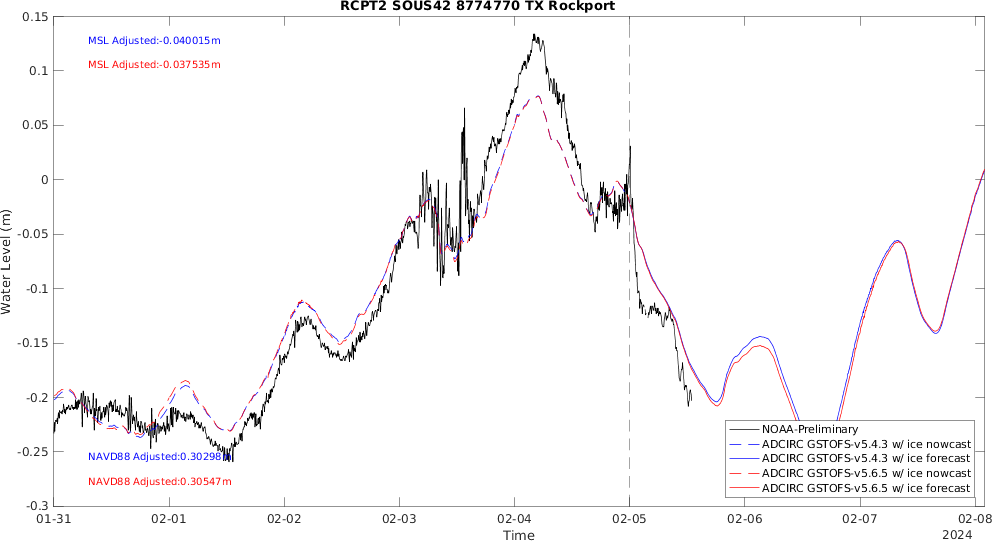 RCPT2 SOUS42 8774770 TX Rockport
0.15
MSL Adjusted:-0.040015m
MSL Adjusted:-0.037535m
0.1
0.05
0
-0.05
-0.1
-0.15
-0.2
-0.25
-0.3
Water Level (m)
NAVD88 Adjusted:0.30298m
NAVD88 Adjusted:0.30547m
NOAA-Preliminary
ADCIRC GSTOFS-v5.4.3 w/ ice nowcast
ADCIRC GSTOFS-v5.4.3 w/ ice forecast
ADCIRC GSTOFS-v5.6.5 w/ ice nowcast
ADCIRC GSTOFS-v5.6.5 w/ ice forecast
01-31 02-01 02-02 02-03 02-04 02-05 02-06 02-07 02-08
Time
2024